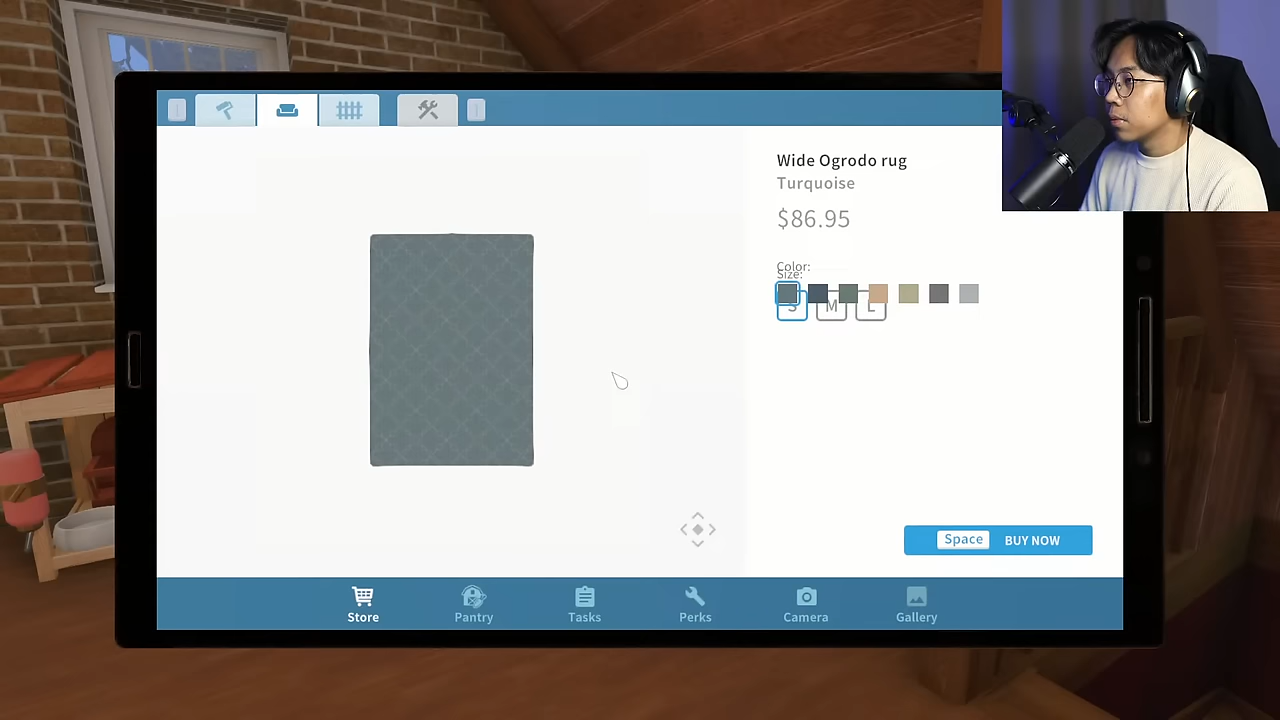 Wide Ogrodo rug
Turquoise
$86.95
Color:
Size:
S M L
Space BUY NOW
Store Pantry Tasks Perks Camera Gallery